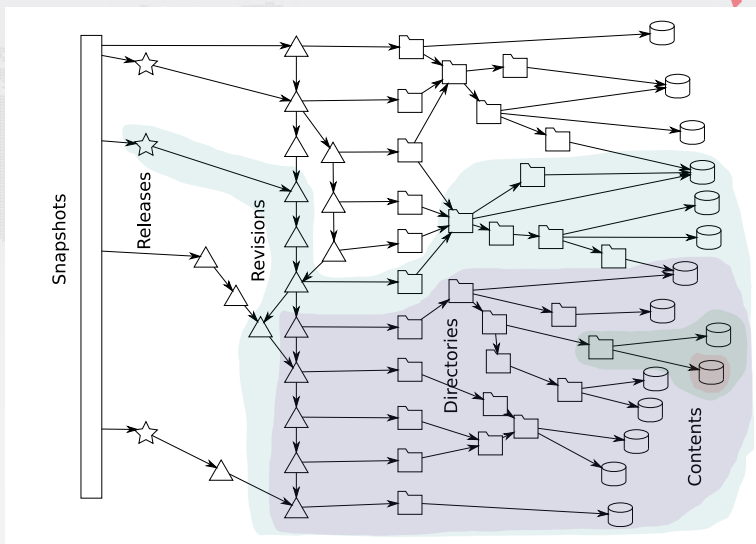 Snapshots
Releases
Revisions
Directories
Contents